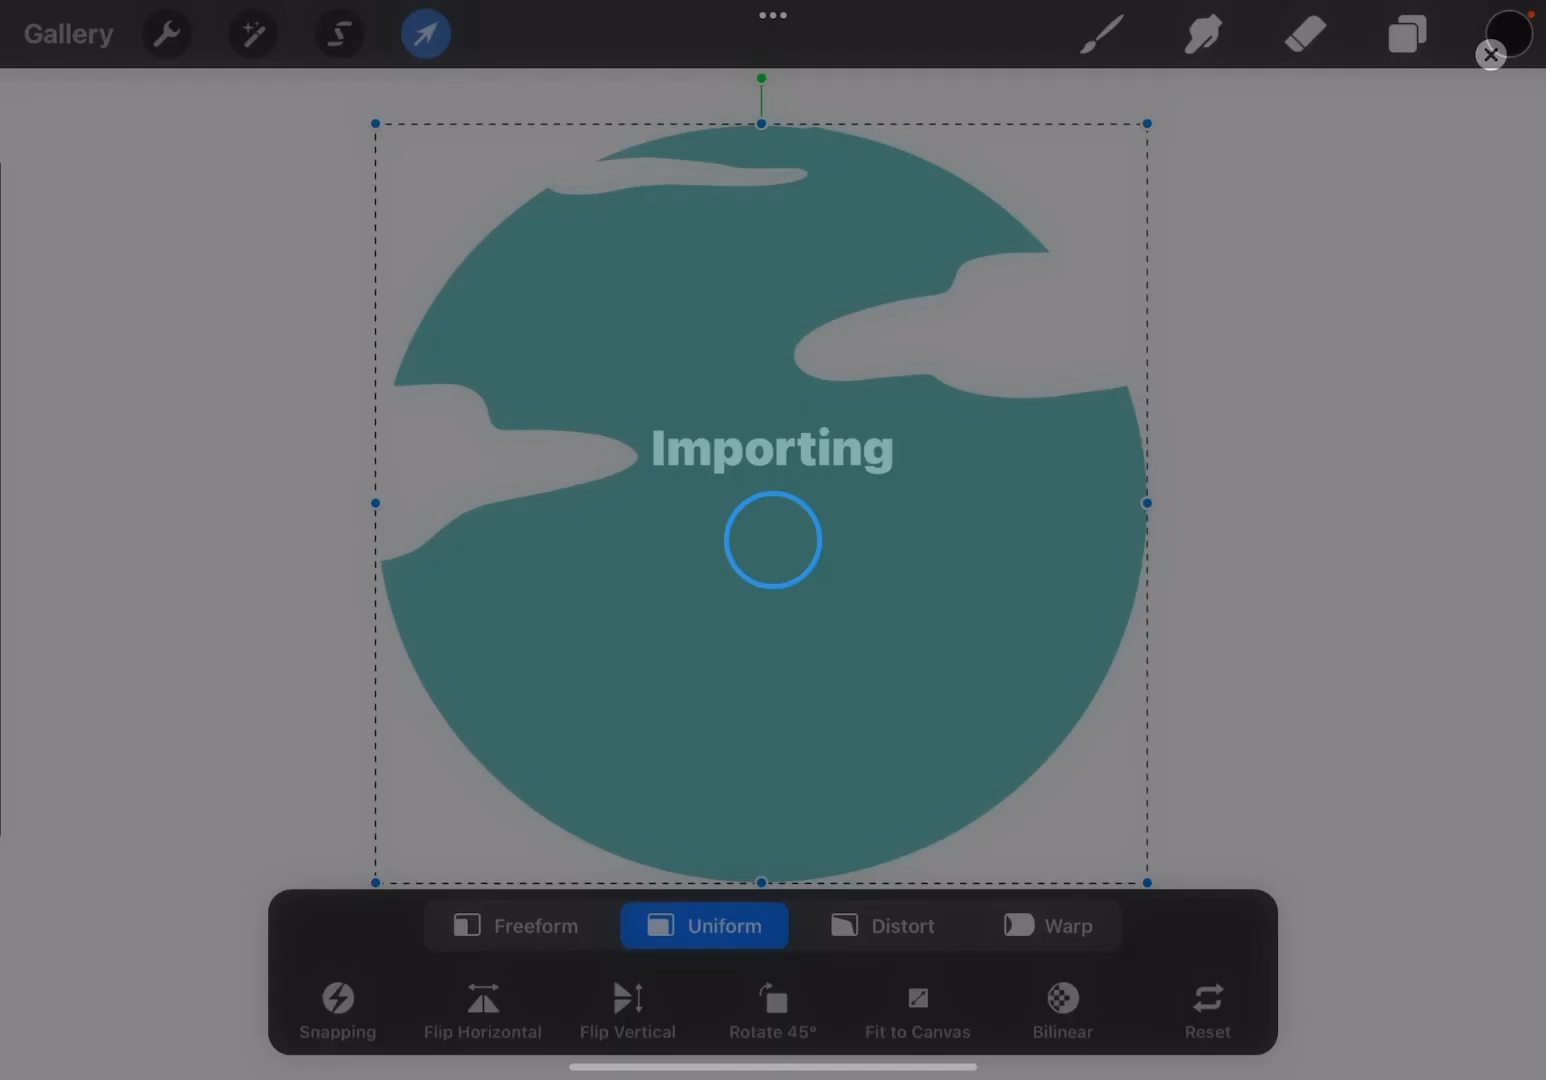 Gallery
Importing
Freeform
Uniform
Distort
Warp
Snapping
Flip Horizontal
Flip Vertical
Rotate 45°
Fit to Canvas
Bilinear
Reset